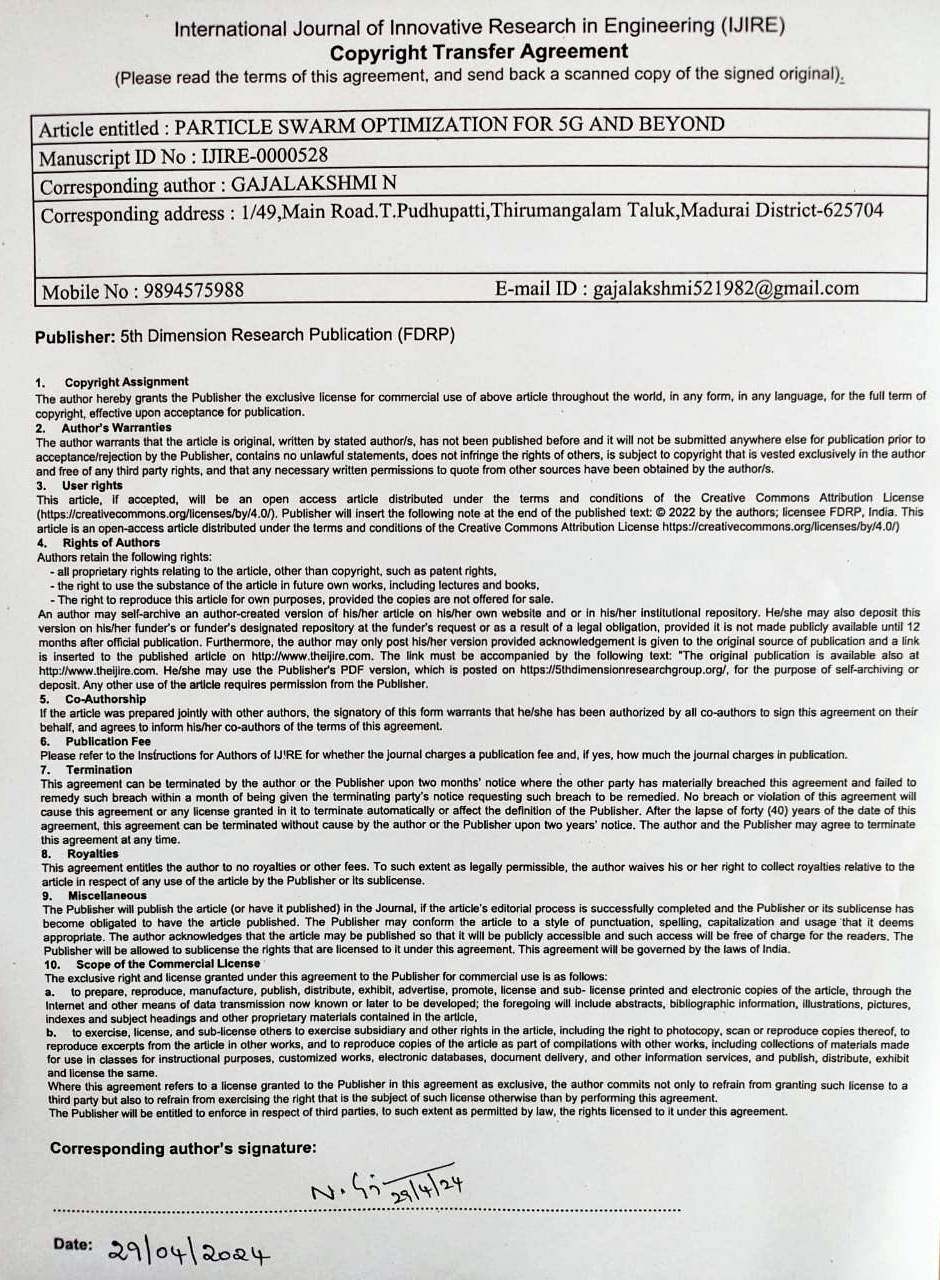 International Journal of Innovative Research in Engineering (IJIRE)
Copyright Transfer Agreement
(Please read the terms of this agreement, and send back a scanned copy of the signed original).
Article entitled : PARTICLE SWARM OPTIMIZATION FOR 5G AND BEYOND
Manuscript ID No : IJIRE-0000528
Corresponding author : GAJALAKSHMI N
Corresponding address : 1/49,Main Road.T.Pudhupatti,Thirumangalam Taluk,Madurai District-625704
Mobile No : 9894575988 E-mail ID : gajalakshmi521982@gmail.com
Publisher: 5th Dimension Research Publication (FDRP)
1. Copyright Assignment
The author hereby grants the Publisher the exclusive license for commercial use of above article throughout the world, in any form, in any language, for the full term of
copyright, effective upon acceptance for publication.
2. Author's Warranties
The author warrants that the article is original, written by stated author/s, has not been published before and it will not be submitted anywhere else for publication prior to
acceptance/rejection by the Publisher, contains no unlawful statements, does not infringe the rights of others, is subject to copyright that is vested exclusively in the author
and free of any third party rights, and that any necessary written permissions to quote from other sources have been obtained by the author/s.
3. User rights
This article, if accepted, will be an open access article distributed under the terms and conditions of the Creative Commons Attribution License
(https://creativecommons.org/licenses/by/4.0/). Publisher will insert the following note at the end of the published text: © 2022 by the authors; licensee FDRP, India. This
article is an open-access article distributed under the terms and conditions of the Creative Commons Attribution License https://creativecommons.org/licenses/by/4.0/)
4. Rights of Authors
Authors retain the following rights:
- all proprietary rights relating to the article, other than copyright, such as patent rights,
- the right to use the substance of the article in future own works, including lectures and books,
- The right to reproduce this article for own purposes, provided the copies are not offered for sale.
An author may self-archive an author-created version of his/her article on his/her own website and or in his/her institutional repository. He/she may also deposit this
version on his/her funder's or funder's designated repository at the funder's request or as a result of a legal obligation, provided it is not made publicly available until 12
months after official publication. Furthermore, the author may only post his/her version provided acknowledgement is given to the original source of publication and a link
is inserted to the published article on http://www.theijire.com. The link must be accompanied by the following text: "The original publication is available also at
http://www.theijire.com. He/she may use the Publisher's PDF version, which is posted on https://5thdimensionresearchgroup.org/, for the purpose of self-archiving or
deposit. Any other use of the article requires permission from the Publisher.
5. Co-Authorship
If the article was prepared jointly with other authors, the signatory of this form warrants that he/she has been authorized by all co-authors to sign this agreement on their
behalf, and agrees to inform his/her co-authors of the terms of this agreement.
6. Publication Fee
Please refer to the Instructions for Authors of IJIRE for whether the journal charges a publication fee and, if yes, how much the journal charges in publication.
7. Termination
This agreement can be terminated by the author or the Publisher upon two months' notice where the other party has materially breached this agreement and failed to
remedy such breach within a month of being given the terminating party's notice requesting such breach to be remedied. No breach or violation of this agreement will
cause this agreement or any license granted in it to terminate automatically or affect the definition of the Publisher. After the lapse of forty (40) years of the date of this
agreement, this agreement can be terminated without cause by the author or the Publisher upon two years' notice. The author and the Publisher may agree to terminate
this agreement at any time.
8. Royalties
This agreement entitles the author to no royalties or other fees. To such extent as legally permissible, the author waives his or her right to collect royalties relative to the
article in respect of any use of the article by the Publisher or its sublicense.
9. Miscellaneous
The Publisher will publish the article (or have it published) in the Journal, if the article's editorial process is successfully completed and the Publisher or its sublicense has
become obligated to have the article published. The Publisher may conform the article to a style of punctuation, spelling, capitalization and usage that it deems
appropriate. The author acknowledges that the article may be published so that it will be publicly accessible and such access will be free of charge for the readers. The
Publisher will be allowed to sublicense the rights that are licensed to it under this agreement. This agreement will be governed by the laws of India.
10. Scope of the Commercial License
The exclusive right and license granted under this agreement to the Publisher for commercial use is as follows:
a. to prepare, reproduce, manufacture, publish, distribute, exhibit, advertise, promote, license and sub- license printed and electronic copies of the article, through the
Internet and other means of data transmission now known or later to be developed; the foregoing will include abstracts, bibliographic information, illustrations, pictures,
indexes and subject headings and other proprietary materials contained in the article,
b. to exercise, license, and sub-license others to exercise subsidiary and other rights in the article, including the right to photocopy, scan or reproduce copies thereof, to
reproduce excerpts from the article in other works, and to reproduce copies of the article as part of compilations with other works, including collections of materials made
for use in classes for instructional purposes, customized works, electronic databases, document delivery, and other information services, and publish, distribute, exhibit
and license the same.
Where this agreement refers to a license granted to the Publisher in this agreement as exclusive, the author commits not only to refrain from granting such license to a
third party but also to refrain from exercising the right that is the subject of such license otherwise than by performing this agreement.
The Publisher will be entitled to enforce in respect of third parties, to such extent as permitted by law, the rights licensed to it under this agreement.
Corresponding author's signature:
29/4/24
Date: 29/04/2024